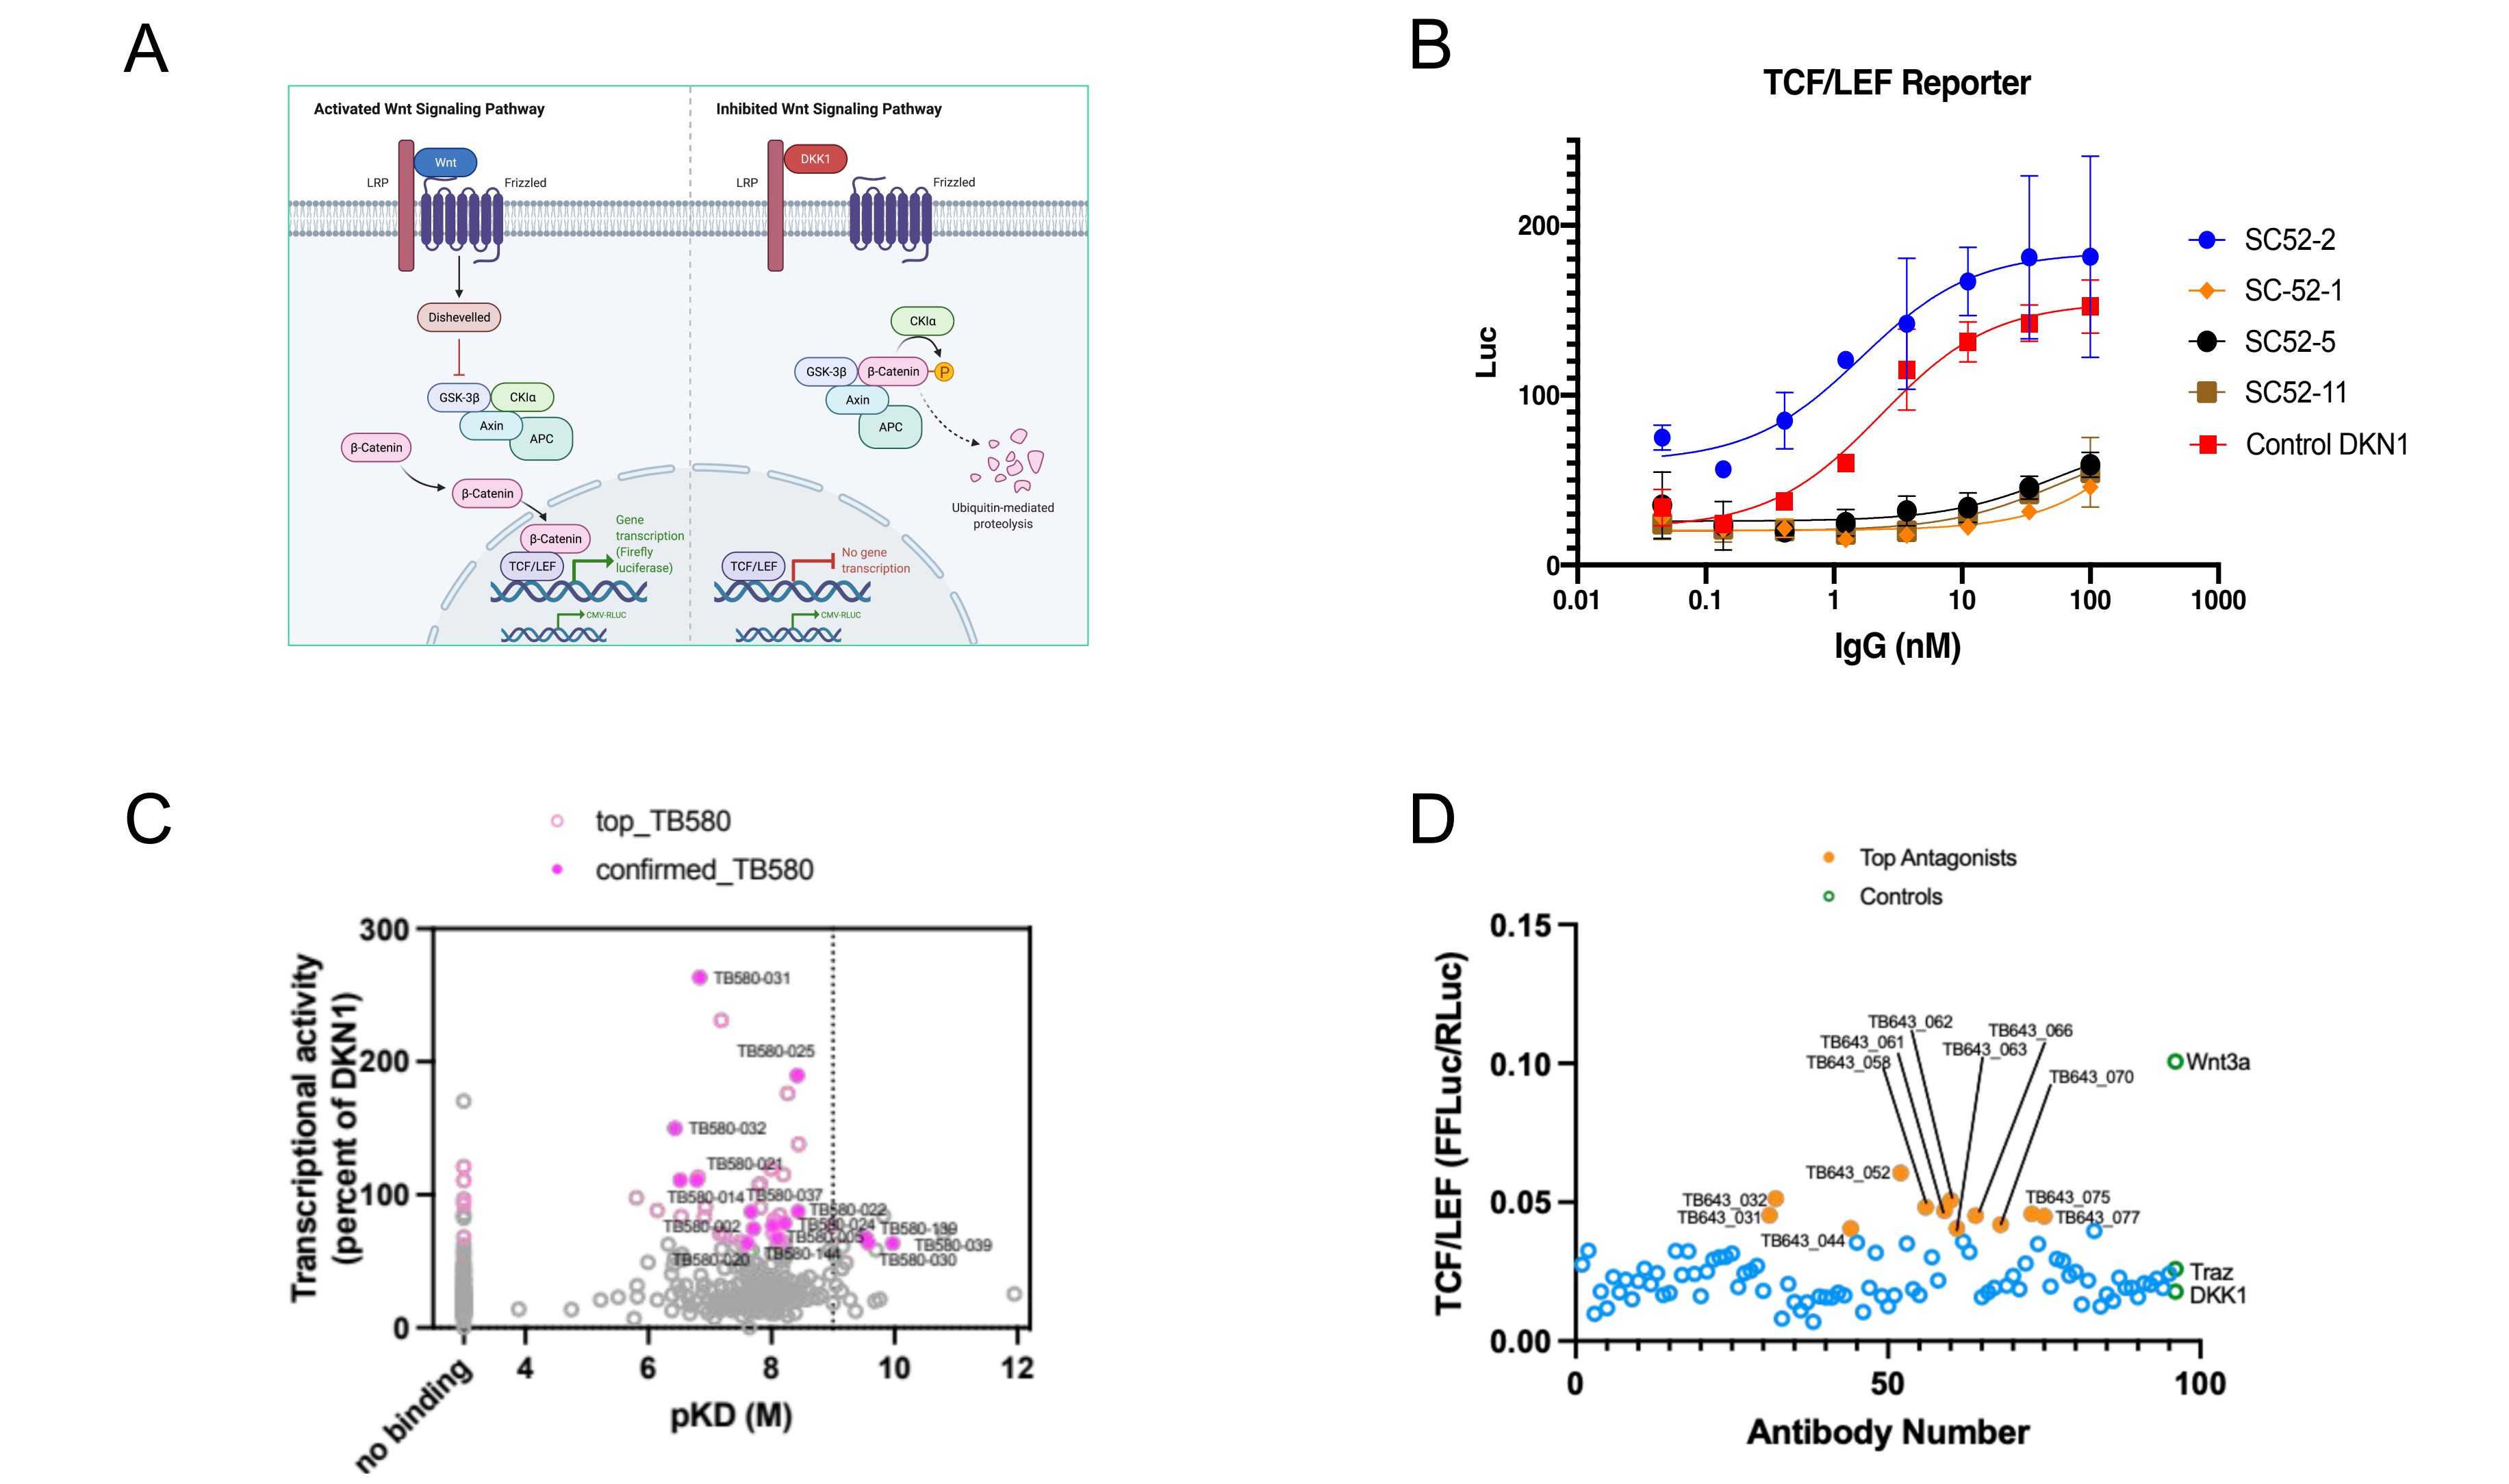 A
Activated Wnt Signaling Pathway
Inhibited Wnt Signaling Pathway
Wnt
LRP
Frizzled
DKK1
LRP
Frizzled
Dishevelled
GSK-3β
CKIα
Axin
APC
β-Catenin
β-Catenin
β-Catenin
TCF/LEF
Gene
transcription
(Firefly
luciferase)
CMV-RLUC
CKIα
GSK-3β
β-Catenin
P
Axin
APC
Ubiquitin-mediated
proteolysis
TCF/LEF
No gene
transcription
CMV-RLUC
B
TCF/LEF Reporter
Luc
200
100
0
0.01
0.1
1
10
100
1000
IgG (nM)
SC52-2
SC-52-1
SC52-5
SC52-11
Control DKN1
C
top_TB580
confirmed_TB580
Transcriptional activity
(percent of DKN1)
300
200
100
0
TB580-031
TB580-025
TB580-032
TB580-021
TB580-014
TB580-037
TB580-022
TB580-002
TB580-024
TB580-005
TB580-139
TB580-039
TB580-020
TB580-144
TB580-030
no binding
4
6
8
10
12
pKD (M)
D
Top Antagonists
Controls
TCF/LEF (FFLuc/RLuc)
0.15
0.10
0.05
0.00
TB643_062
TB643_066
TB643_061
TB643_063
TB643_058
TB643_070
Wnt3a
TB643_052
TB643_032
TB643_075
TB643_031
TB643_077
TB643_044
Traz
DKK1
0
50
100
Antibody Number